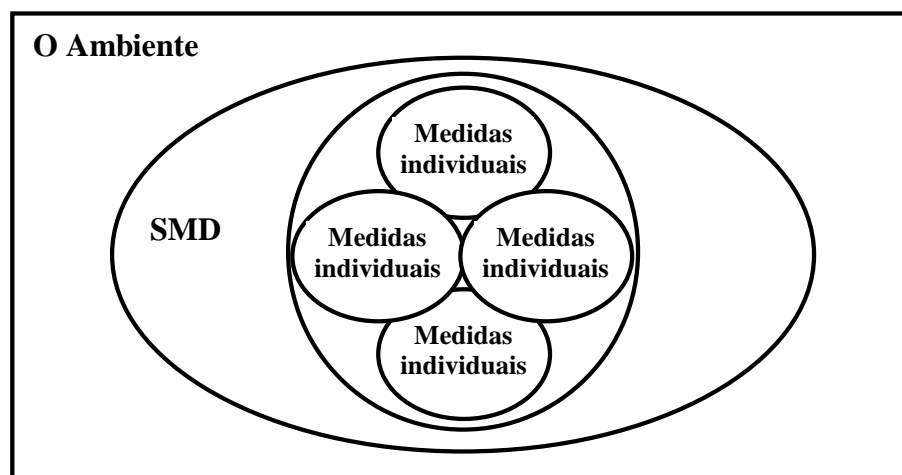 O Ambiente
Medidas
individuais
SMD
Medidas
individuais
Medidas
individuais
Medidas
individuais